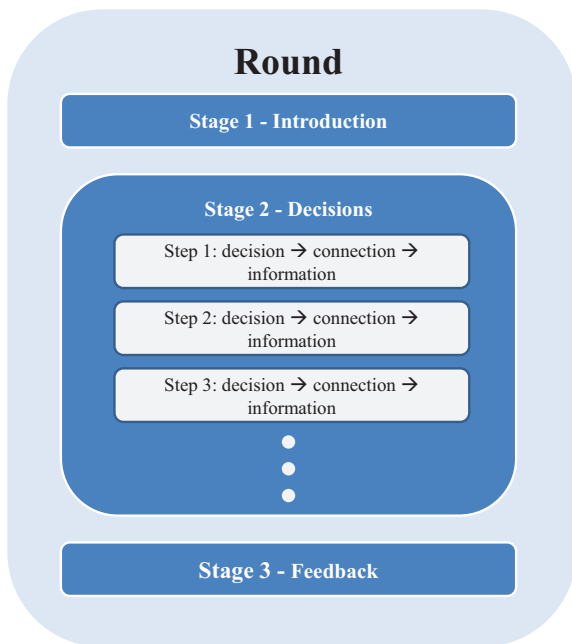 Round
Stage 1 - Introduction
Stage 2 - Decisions
Step 1: decision → connection →
information
Step 2: decision → connection →
information
Step 3: decision → connection →
information
Stage 3 - Feedback